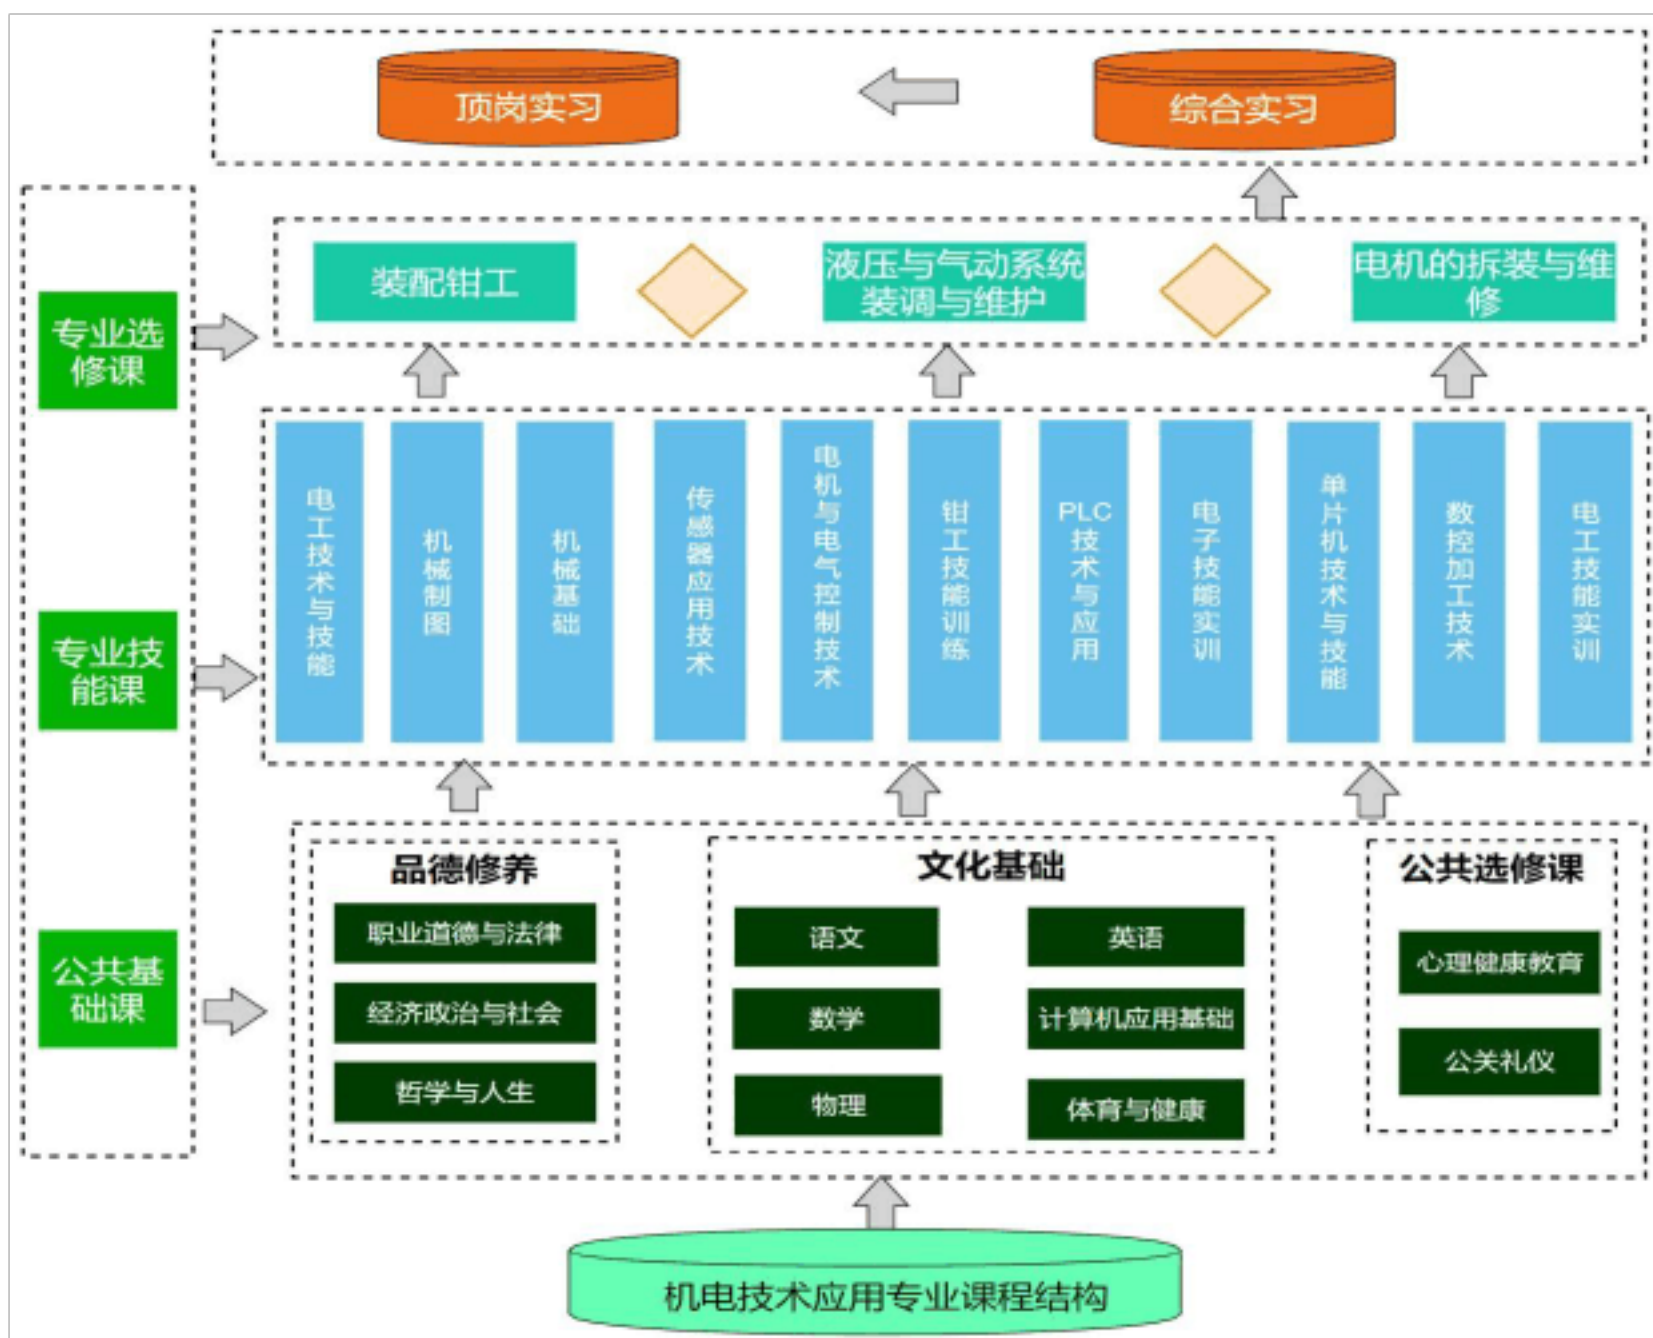 顶岗实习
综合实习
专业选
修课
装配钳工
液压与气动系统
装调与维护
电机的拆装与维
修
专业技
能课
电工技术与技能
机械制图
机械基础
传感器应用技术
电机与电气控制技术
钳工技能训练
PLC技术与应用
电子技能实训
单片机技术与技能
数控加工技术
电工技能实训
公共基
础课
品德修养
职业道德与法律
经济政治与社会
哲学与人生
文化基础
语文
英语
数学
计算机应用基础
物理
体育与健康
公共选修课
心理健康教育
公关礼仪
机电技术应用专业课程结构